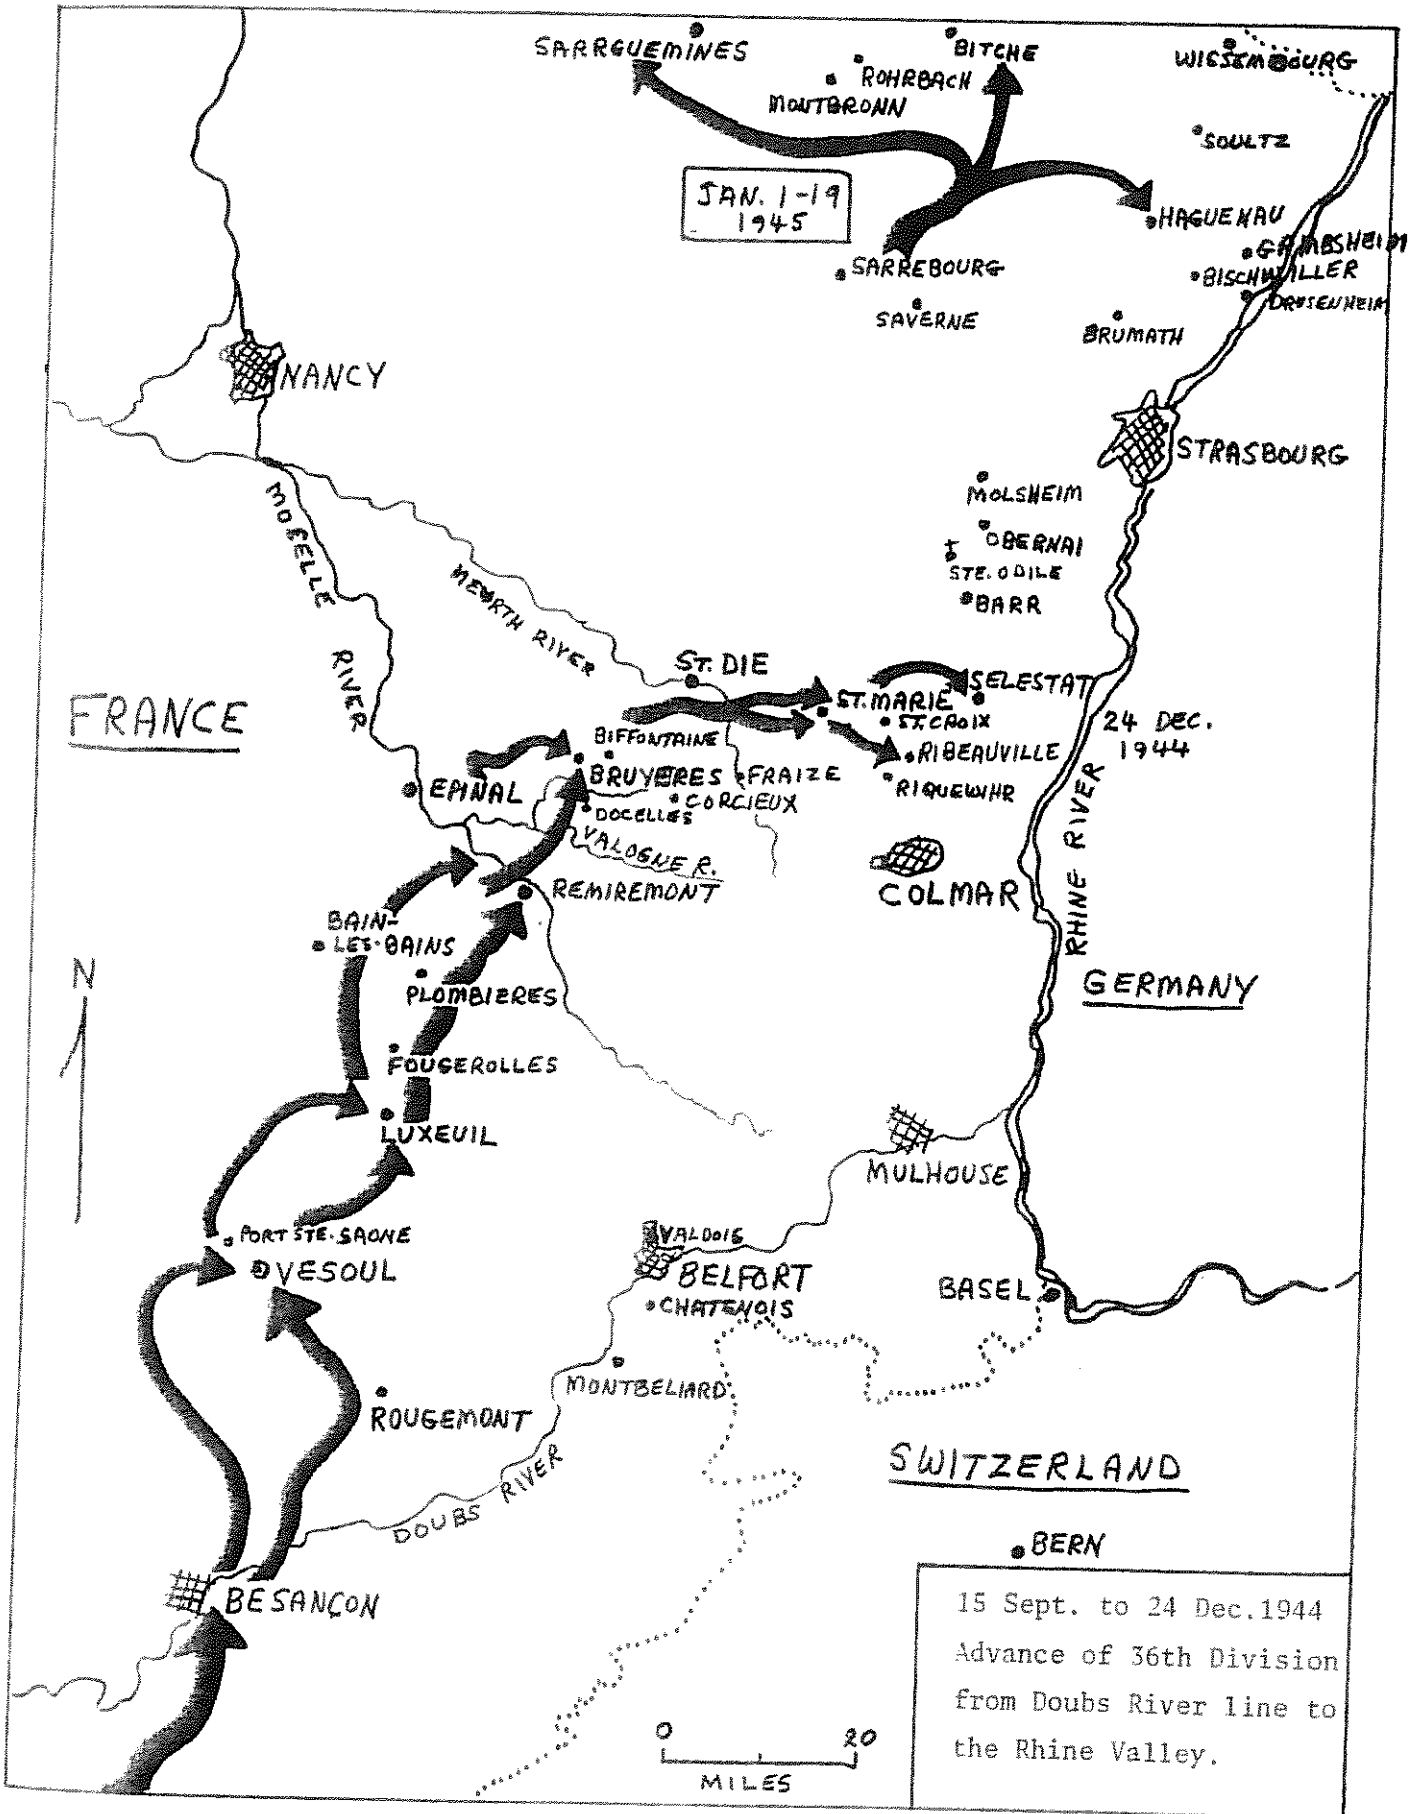 SARRGUEMINES
BITCHE
WISSEMBOURG
ROHRBACH
MONTBRONN
SOULTZ
JAN. 1-19
1945
HAGUENAU
GAMBSHEIM
BISCHWILLER
DRUSENHEIM
SARREBOURG
SAVERNE
BRUMATH
NANCY
STRASBOURG
MOLSHEIM
OBERNAI
STE. ODILE
BARR
MOSELLE
RIVER
MEURTH RIVER
ST. DIE
SELESTAT
ST. MARIE
ST. CROIX
24 DEC.
1944
FRANCE
BIFFONTAINE
RIBEAUVILLE
BRUYERES
FRAIZE
RIQUEWIHR
EPINAL
CORCIEUX
DOCELLES
VALOGNE R.
REMIREMONT
COLMAR
RHINE RIVER
BAIN-
LES-BAINS
N
PLOMBIERES
GERMANY
FOUGEROLLES
LUXEUIL
MULHOUSE
PORT STE. SAONE
VALDOIS
VESOUL
BELFORT
BASEL
CHATENOIS
MONTBELIARD
ROUGEMONT
DOUBS RIVER
SWITZERLAND
BERN
BESANÇON
15 Sept. to 24 Dec.1944
Advance of 36th Division
from Doubs River line to
the Rhine Valley.
0 20
MILES